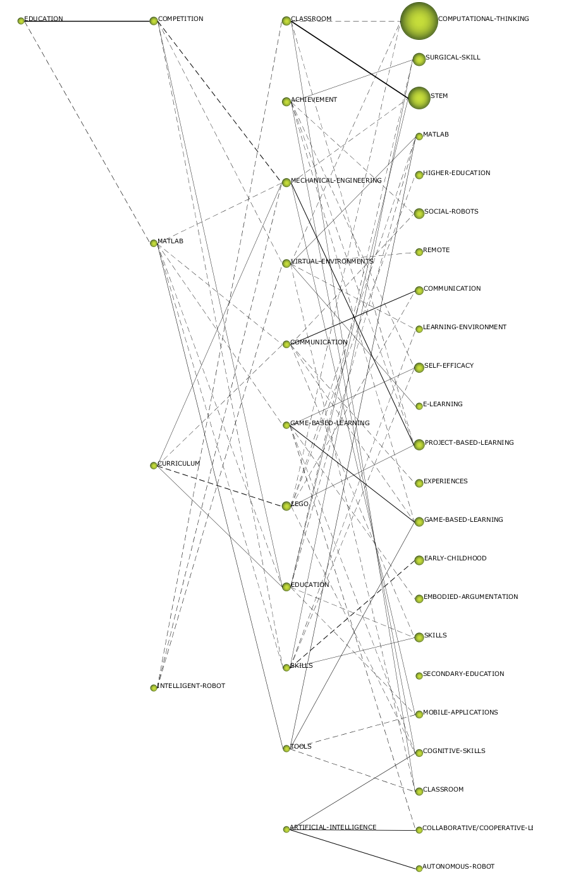 EDUCATION
COMPETITION
MATLAB
CURRICULUM
INTELLIGENT-ROBOT
CLASSROOM
ACHIEVEMENT
MECHANICAL-ENGINEERING
VIRTUAL-ENVIRONMENTS
COMMUNICATION
GAME-BASED-LEARNING
LEGO
EDUCATION
SKILLS
TOOLS
ARTIFICIAL-INTELLIGENCE
COMPUTATIONAL-THINKING
SURGICAL-SKILL
STEM
MATLAB
HIGHER-EDUCATION
SOCIAL-ROBOTS
REMOTE
COMMUNICATION
LEARNING-ENVIRONMENT
SELF-EFFICACY
E-LEARNING
PROJECT-BASED-LEARNING
EXPERIENCES
GAME-BASED-LEARNING
EARLY-CHILDHOOD
EMBODIED-ARGUMENTATION
SKILLS
SECONDARY-EDUCATION
MOBILE-APPLICATIONS
COGNITIVE-SKILLS
CLASSROOM
COLLABORATIVE/COOPERATIVE-LE
AUTONOMOUS-ROBOT